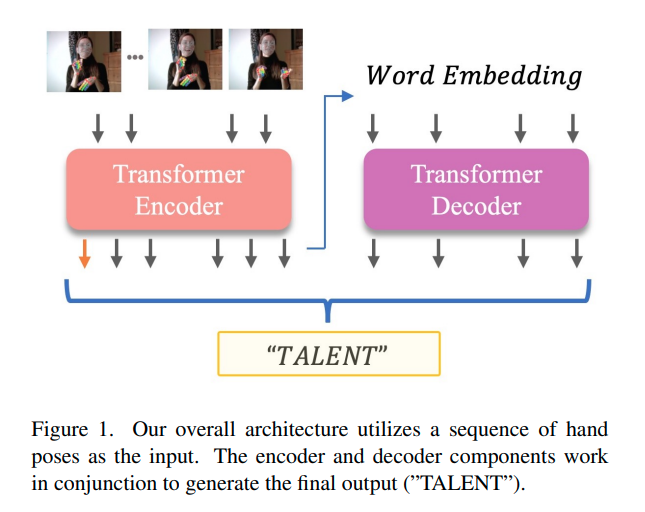 Word Embedding
Transformer
Encoder
Transformer
Decoder
“TALENT”
Figure 1. Our overall architecture utilizes a sequence of hand
poses as the input. The encoder and decoder components work
in conjunction to generate the final output (”TALENT”).